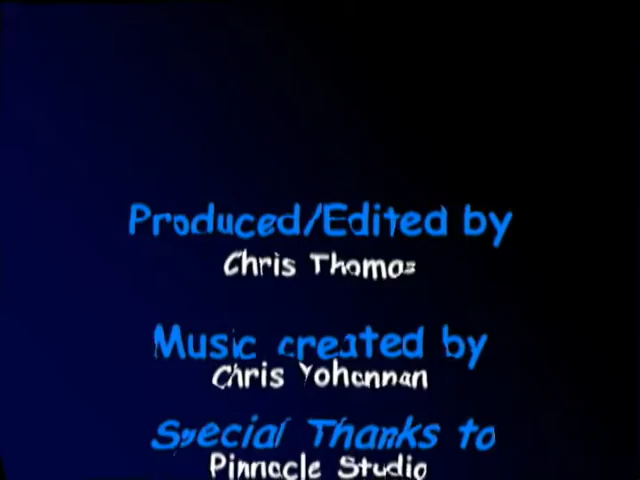 Produced/Edited by
Chris Thomas
Music created by
Chris Yohannan
Special Thanks to
Pinnacle Studio